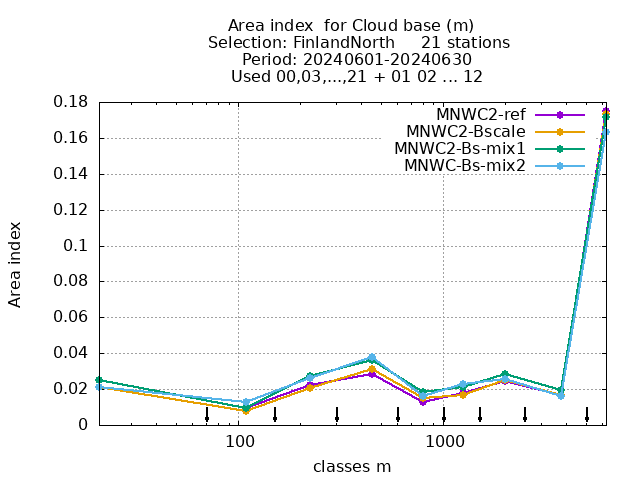 Area index  for Cloud base (m)
Selection: FinlandNorth     21 stations
Period: 20240601-20240630
Used 00,03,...,21 + 01 02 ... 12
MNWC2-ref
MNWC2-Bscale
MNWC2-Bs-mix1
MNWC-Bs-mix2
0.18
0.16
0.14
0.12
0.1
0.08
0.06
0.04
0.02
0
Area index
100
1000
classes m